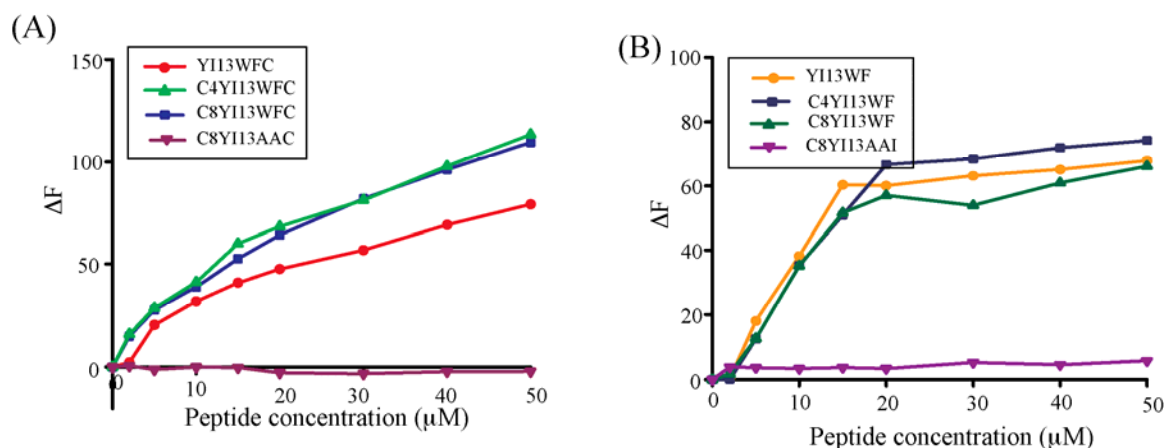 (A)
150
YI13WFC
C4YI13WFC
C8YI13WFC
C8YI13AAC
100
ΔF
50
0
0 10 20 30 40 50
Peptide concentration (µM)
(B)
100
YI13WF
C4YI13WF
C8YI13WF
C8YI13AAI
80
60
ΔF
40
20
0
0 10 20 30 40 50
Peptide concentration (µM)